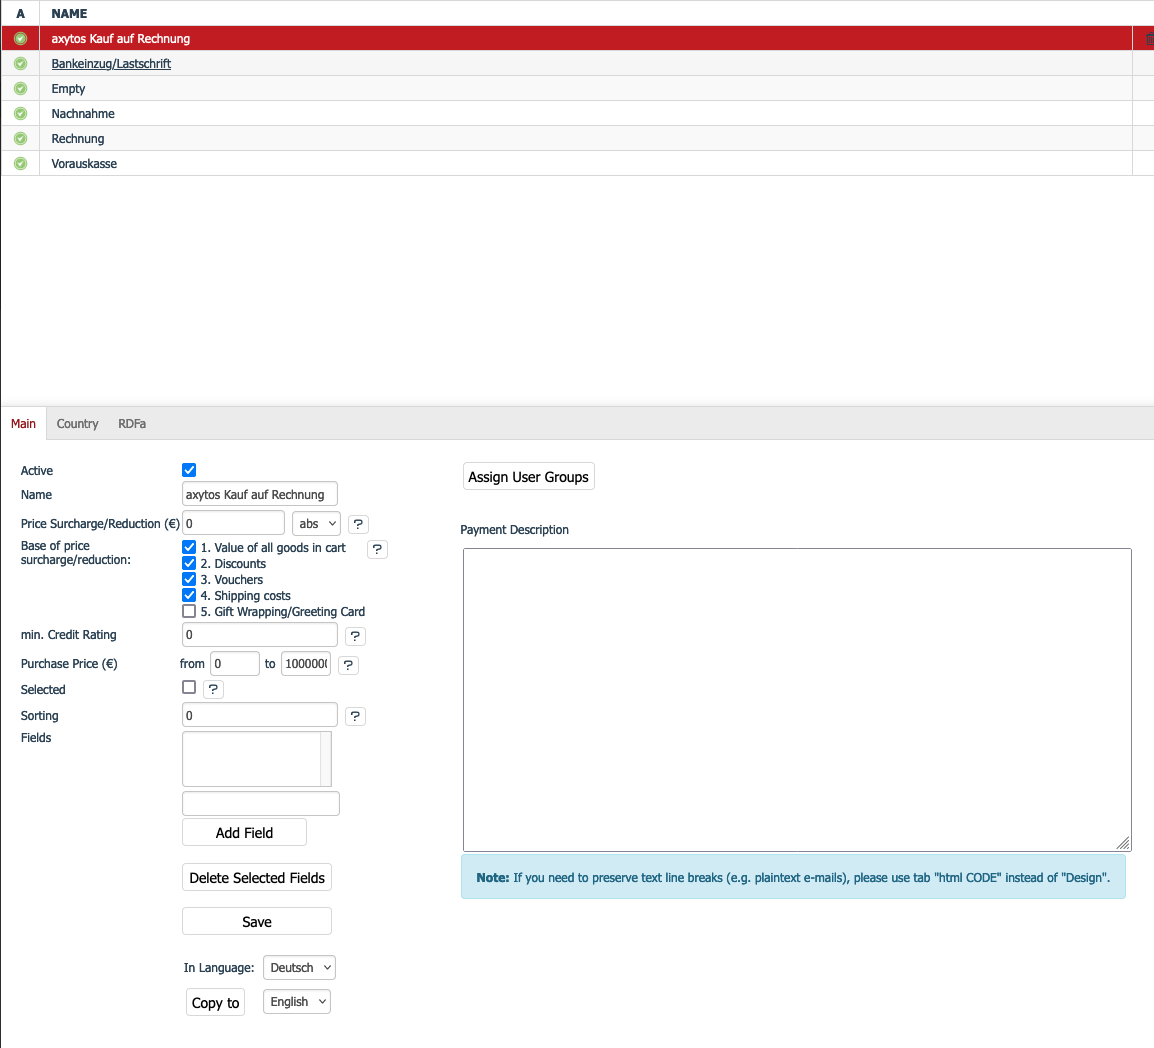 A NAME
axytos Kauf auf Rechnung
Bankeinzug/Lastschrift
Empty
Nachnahme
Rechnung
Vorauskasse
Main Country RDFa
Active
Name axytos Kauf auf Rechnung
Price Surcharge/Reduction (€) 0 abs ?
Base of price
surcharge/reduction:
1. Value of all goods in cart ?
2. Discounts
3. Vouchers
4. Shipping costs
5. Gift Wrapping/Greeting Card
min. Credit Rating 0 ?
Purchase Price (€) from 0 to 1000000 ?
Selected ?
Sorting 0 ?
Fields
Add Field
Delete Selected Fields
Save
In Language: Deutsch
Copy to English
Assign User Groups
Payment Description
Note: If you need to preserve text line breaks (e.g. plaintext e-mails), please use tab "html CODE" instead of "Design".